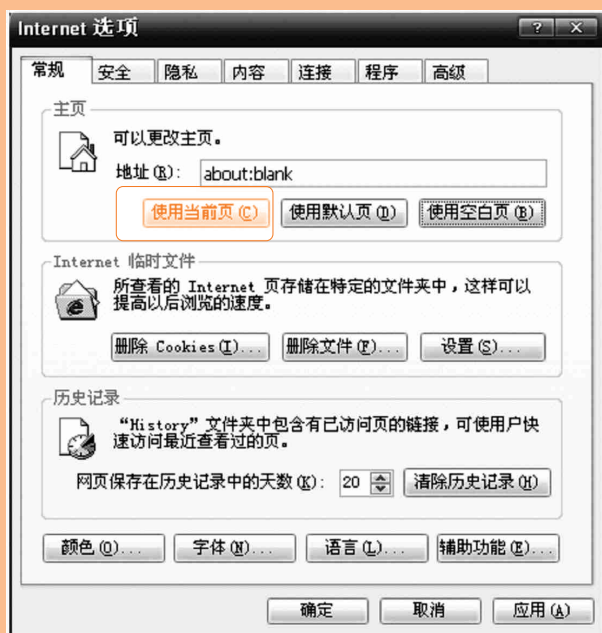 Internet 选项
常规 安全 隐私 内容 连接 程序 高级
主页
可以更改主页。
地址(R): about:blank
使用当前页(C) 使用默认页(D) 使用空白页(B)
Internet 临时文件
所查看的 Internet 页存储在特定的文件夹中，这样可以
提高以后浏览的速度。
删除 Cookies(I)... 删除文件(F)... 设置(S)...
历史记录
“History”文件夹中包含有已访问页的链接，可使用户快
速访问最近查看过的页。
网页保存在历史记录中的天数(K): 20 清除历史记录(H)
颜色(O)... 字体(N)... 语言(L)... 辅助功能(E)...
确定 取消 应用(A)